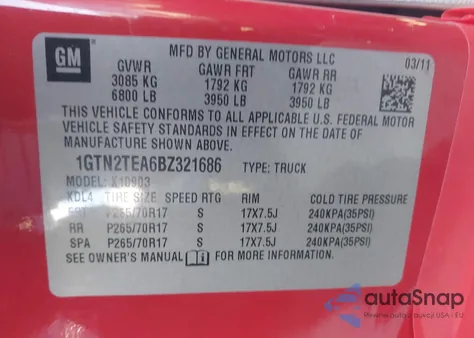 GM
MFD BY GENERAL MOTORS LLC 03/11
GVWR GAWR FRT GAWR RR
3085 KG 1792 KG 1792 KG
6800 LB 3950 LB 3950 LB
THIS VEHICLE CONFORMS TO ALL APPLICABLE U.S. FEDERAL MOTOR
VEHICLE SAFETY STANDARDS IN EFFECT ON THE DATE OF
MANUFACTURE SHOWN ABOVE.
1GTN2TEA6BZ321686 TYPE: TRUCK
MODEL: K10903
KDL4 TIRE SIZE SPEED RTG RIM COLD TIRE PRESSURE
FRT P265/70R17 S 17X7.5J 240KPA(35PSI)
RR P265/70R17 S 17X7.5J 240KPA(35PSI)
SPA P265/70R17 S 17X7.5J 240KPA(35PSI)
SEE OWNER'S MANUAL FOR MORE INFORMATION.
autoSnap